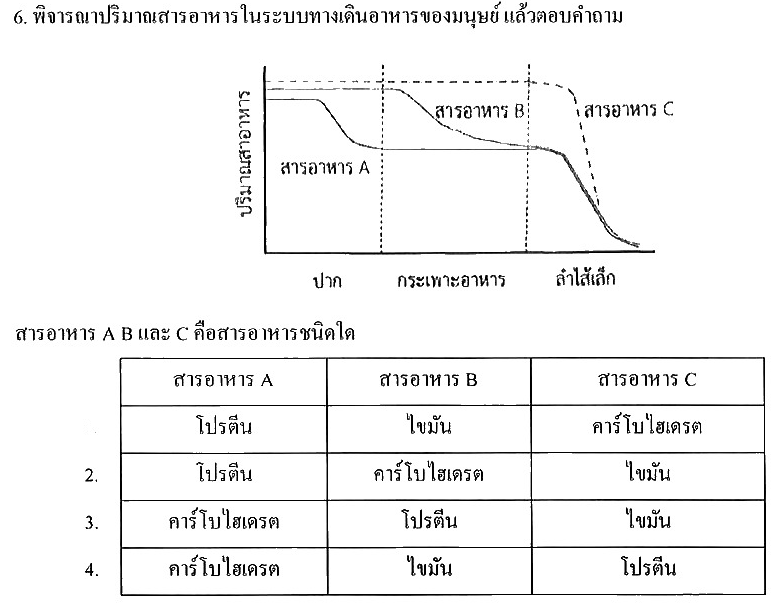 6. พิจารณาปริมาณสารอาหารในระบบทางเดินอาหารของมนุษย์ แล้วตอบคำถาม
ปริมาณสาอาหาร
สารอาหาร A
สารอาหาร B
สารอาหาร C
ปาก กระเพาะอาหาร ลำไส้เล็ก
สารอาหาร A B และ C คือสารอาหารชนิดใด
สารอาหาร A สารอาหาร B สารอาหาร C
โปรตีน ไขมัน คาร์โบไฮเดรต
2. โปรตีน คาร์โบไฮเดรต ไขมัน
3. คาร์โบไฮเดรต โปรตีน ไขมัน
4. คาร์โบไฮเดรต ไขมัน โปรตีน